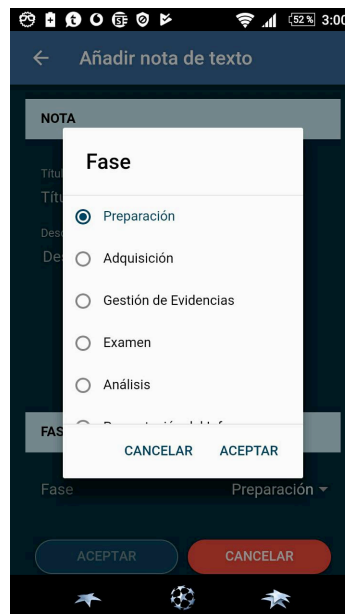 52% 3:00
Añadir nota de texto
NOTA
Fase
Preparación
Adquisición
Gestión de Evidencias
Examen
Análisis
CANCELAR ACEPTAR
Fase Preparación
ACEPTAR CANCELAR